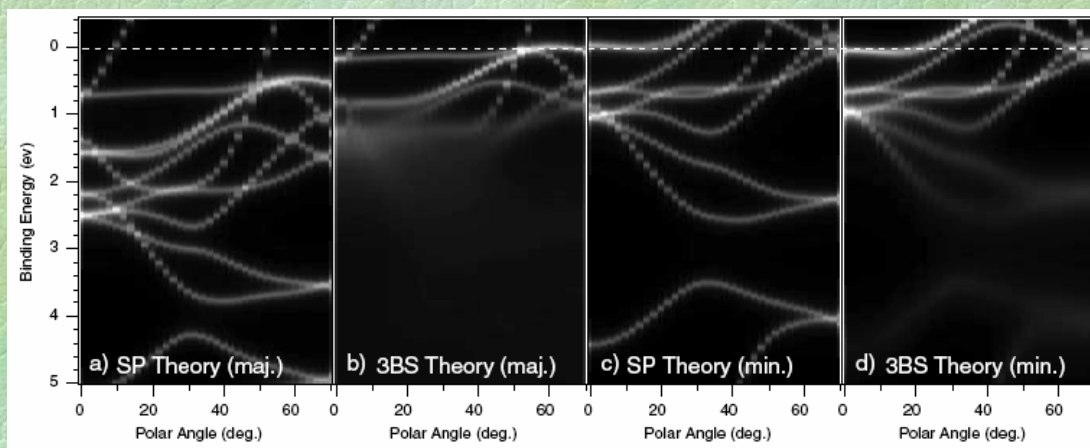 Binding Energy (ev)
0
1
2
3
4
5
a) SP Theory (maj.)
b) 3BS Theory (maj.)
c) SP Theory (min.)
d) 3BS Theory (min.)
0 20 40 60
0 20 40 60
0 20 40 60
0 20 40 60
Polar Angle (deg.)
Polar Angle (deg.)
Polar Angle (deg.)
Polar Angle (deg.)